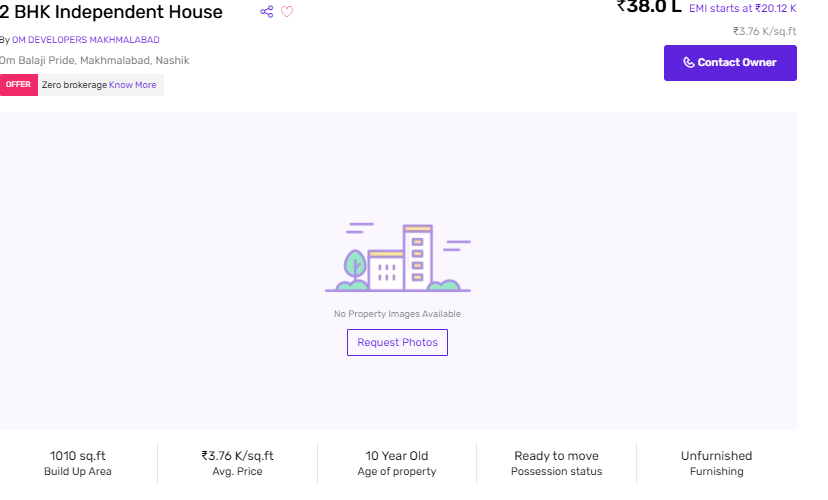 2 BHK Independent House
₹38.0 L EMI starts at ₹20.12 K
By OM DEVELOPERS MAKHMALABAD
₹3.76 K/sq.ft
Om Balaji Pride, Makhmalabad, Nashik
Contact Owner
OFFER Zero brokerage Know More
No Property Images Available
Request Photos
1010 sq.ft
Build Up Area
₹3.76 K/sq.ft
Avg. Price
10 Year Old
Age of property
Ready to move
Possession status
Unfurnished
Furnishing